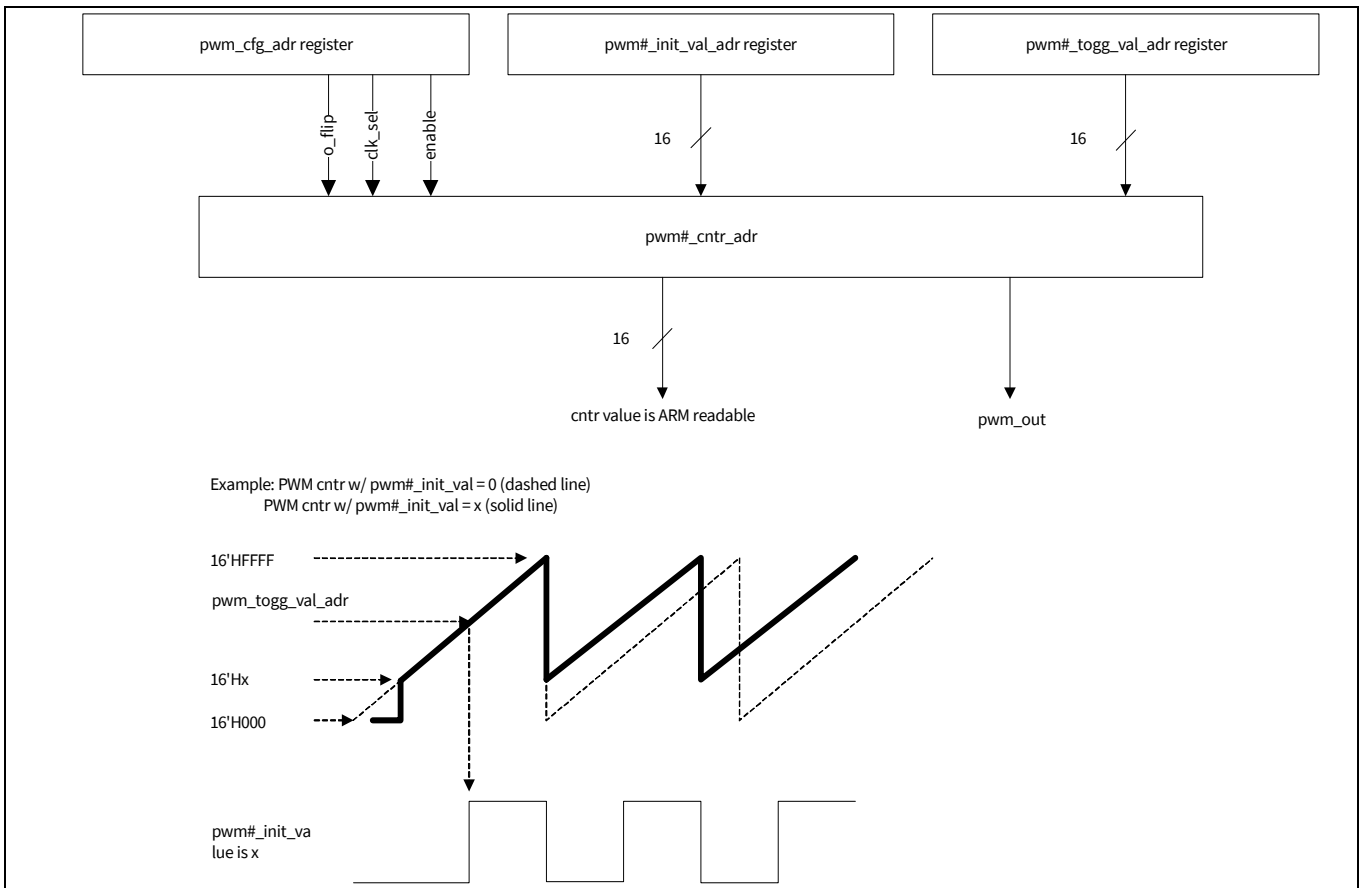 pwm_cfg_adr register
pwm#_init_val_adr register
pwm#_togg_val_adr register
o_flip
clk_sel
enable
16
16
pwm#_cntr_adr
16
cntr value is ARM readable
pwm_out
Example: PWM cntr w/ pwm#_init_val = 0 (dashed line)
PWM cntr w/ pwm#_init_val = x (solid line)
16'HFFFF
pwm_togg_val_adr
16'Hx
16'H000
pwm#_init_va
lue is x